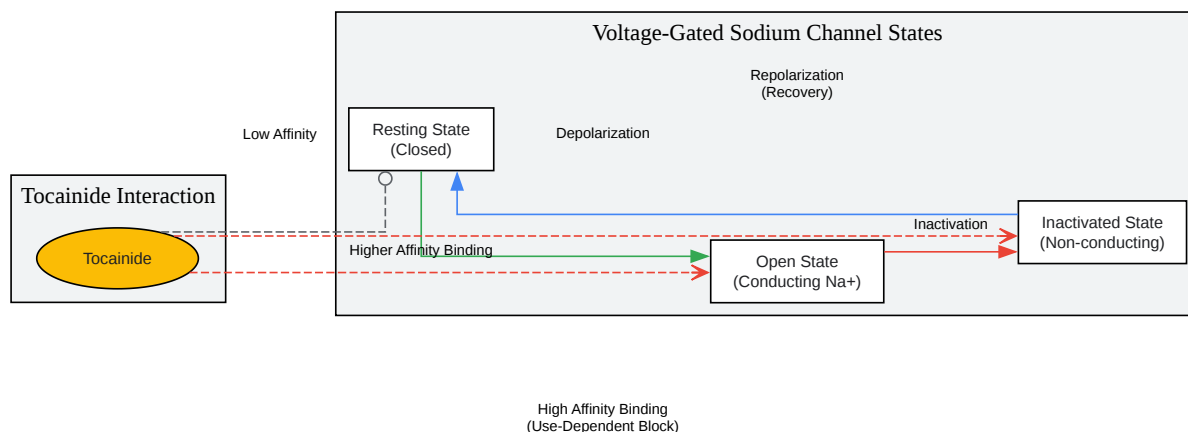 Voltage-Gated Sodium Channel States
Repolarization
(Recovery)
Low Affinity
Resting State
(Closed)
Depolarization
Tocainide Interaction
Tocainide
Higher Affinity Binding
Inactivation
Inactivated State
(Non-conducting)
Open State
(Conducting Na+)
High Affinity Binding
(Use-Dependent Block)